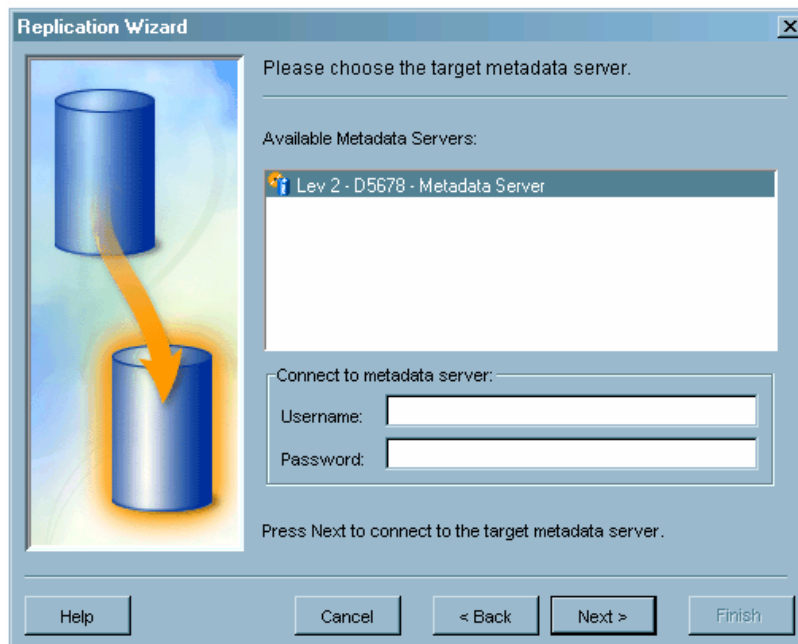 Replication Wizard
Please choose the target metadata server.
Available Metadata Servers:
Lev 2 - D5678 - Metadata Server
Connect to metadata server:
Username:
Password:
Press Next to connect to the target metadata server.
Help Cancel < Back Next > Finish